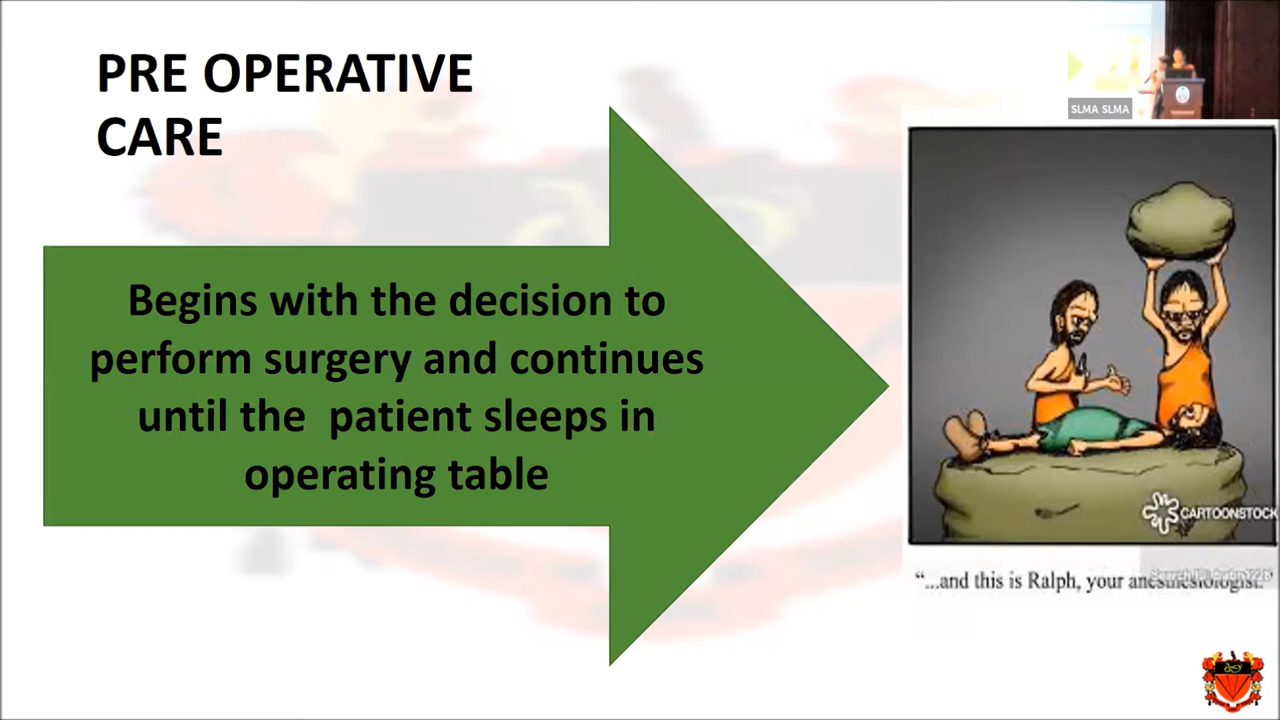 PRE OPERATIVE
CARE
SLMA SLMA
Begins with the decision to
perform surgery and continues
until the  patient sleeps in
operating table
CARTOONSTOCK
“...and this is Ralph, your anesthesiologist.”